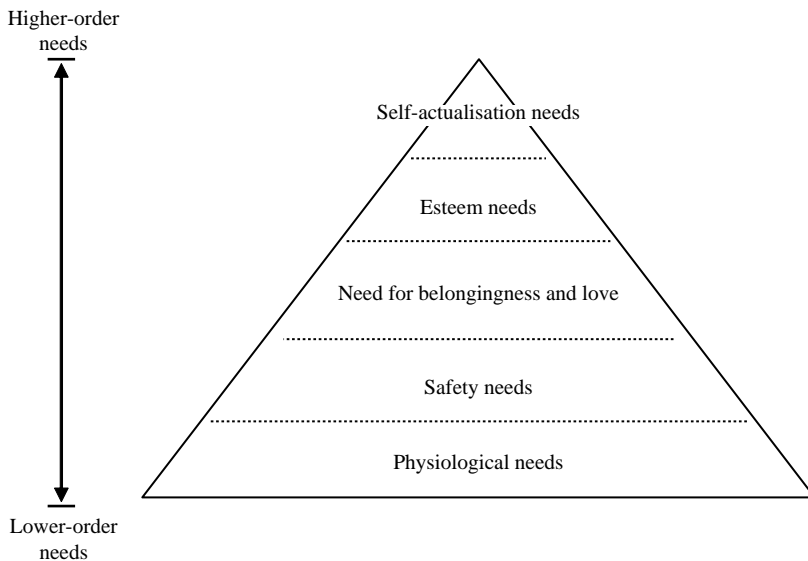 Higher-order
needs
Self-actualisation needs
Esteem needs
Need for belongingness and love
Safety needs
Physiological needs
Lower-order
needs